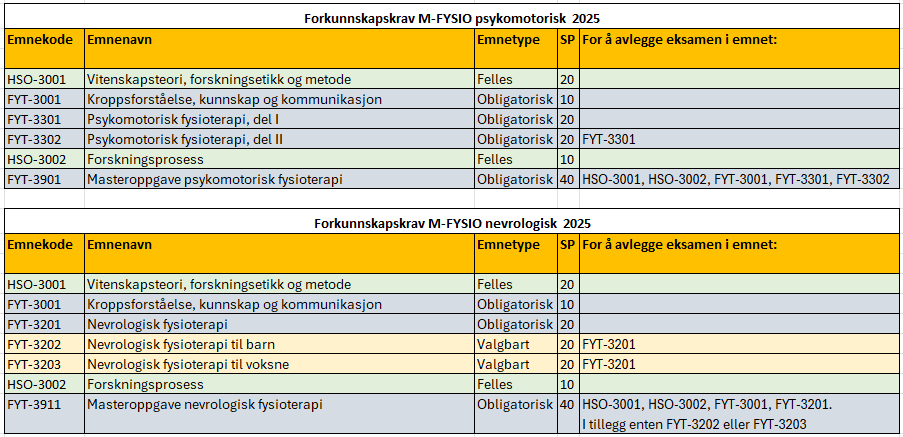 Forkunnskapskrav M-FYSIO psykomotorisk  2025
Emnekode Emnenavn Emnetype SP For å avlegge eksamen i emnet:
HSO-3001 Vitenskapsteori, forskningsetikk og metode Felles 20
FYT-3001 Kroppsforståelse, kunnskap og kommunikasjon Obligatorisk 10
FYT-3301 Psykomotorisk fysioterapi, del I Obligatorisk 20
FYT-3302 Psykomotorisk fysioterapi, del II Obligatorisk 20 FYT-3301
HSO-3002 Forskningsprosess Felles 10
FYT-3901 Masteroppgave psykomotorisk fysioterapi Obligatorisk 40 HSO-3001, HSO-3002, FYT-3001, FYT-3301, FYT-3302
Forkunnskapskrav M-FYSIO nevrologisk  2025
Emnekode Emnenavn Emnetype SP For å avlegge eksamen i emnet:
HSO-3001 Vitenskapsteori, forskningsetikk og metode Felles 20
FYT-3001 Kroppsforståelse, kunnskap og kommunikasjon Obligatorisk 10
FYT-3201 Nevrologisk fysioterapi Obligatorisk 20
FYT-3202 Nevrologisk fysioterapi til barn Valgbart 20 FYT-3201
FYT-3203 Nevrologisk fysioterapi til voksne Valgbart 20 FYT-3201
HSO-3002 Forskningsprosess Felles 10
FYT-3911 Masteroppgave nevrologisk fysioterapi Obligatorisk 40 HSO-3001, HSO-3002, FYT-3001, FYT-3201.
I tillegg enten FYT-3202 eller FYT-3203